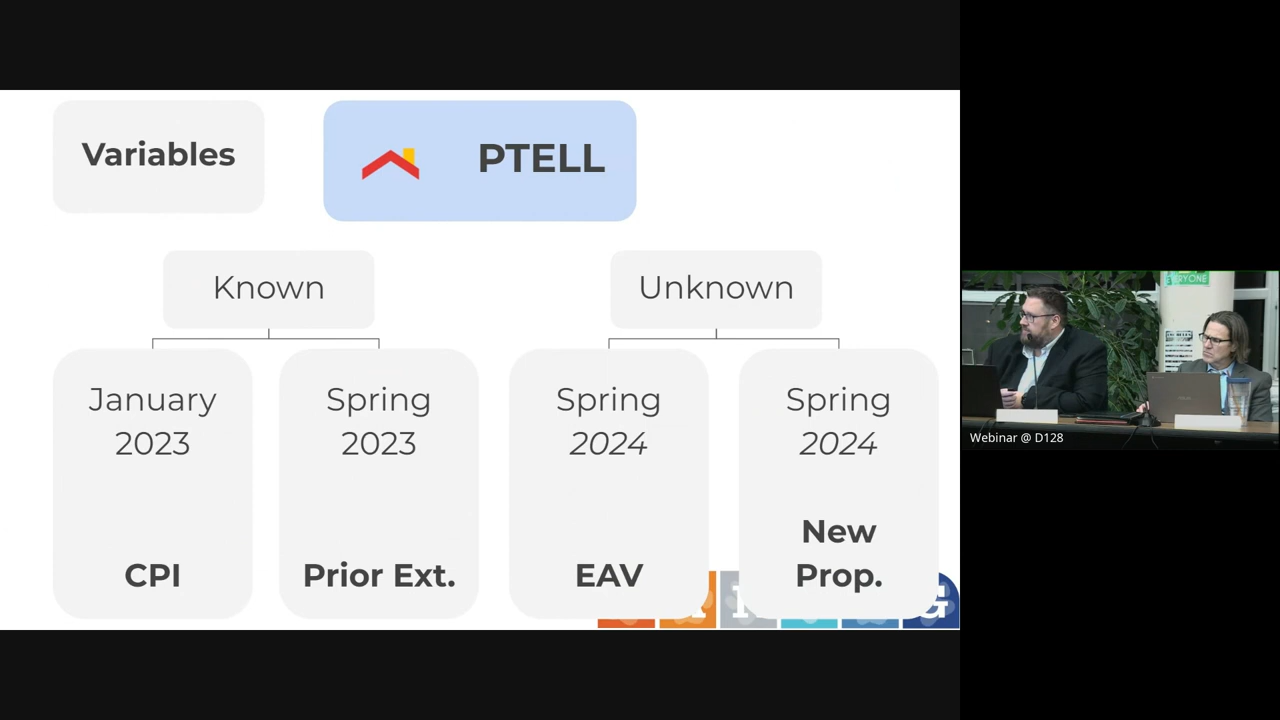 Variables
PTELL
Known
Unknown
January
2023
CPI
Spring
2023
Prior Ext.
Spring
2024
EAV
Spring
2024
New
Prop.
G
EVERYONE
Webinar @ D128